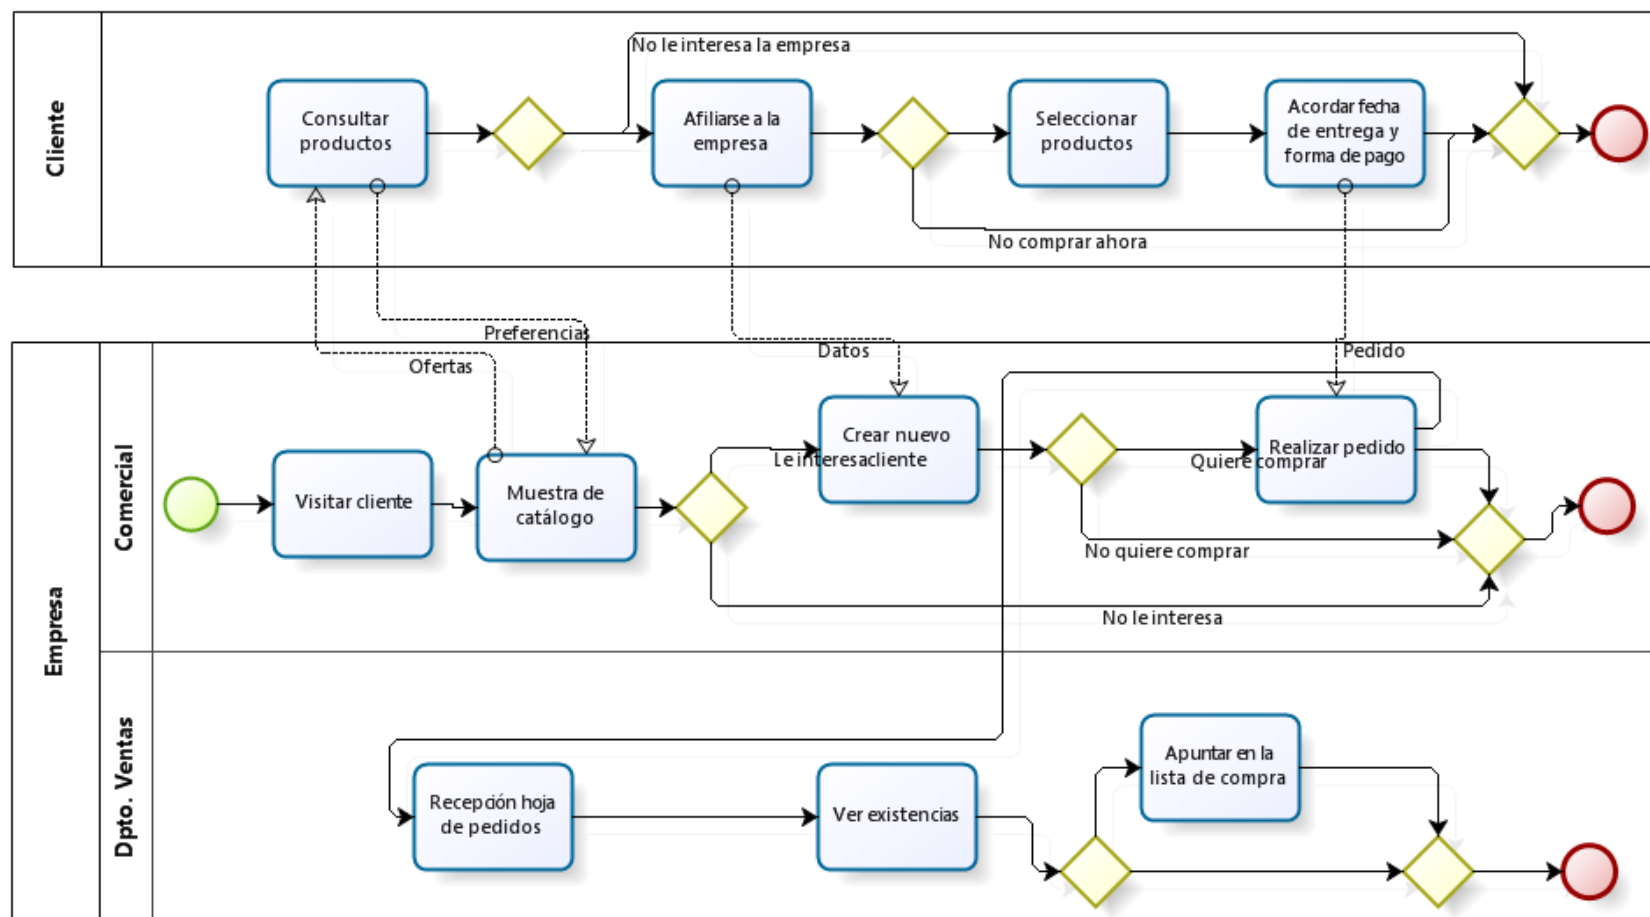 Cliente
No le interesa la empresa
Consultar
productos
Afiliarse a la
empresa
Seleccionar
productos
Acordar fecha
de entrega y
forma de pago
No comprar ahora
Preferencias
Ofertas
Datos
Pedido
Empresa
Comercial
Visitar cliente
Muestra de
catálogo
Le interesa
Crear nuevo
cliente
Quiere comprar
Realizar pedido
No quiere comprar
No le interesa
Dpto. Ventas
Recepción hoja
de pedidos
Ver existencias
Apuntar en la
lista de compra